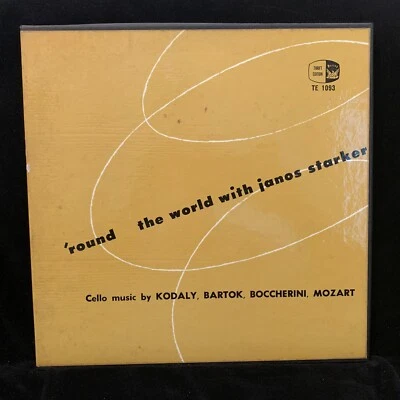 TE 1093
'round the world with janos starker
Cello music by KODALY, BARTOK, BOCCHERINI, MOZART